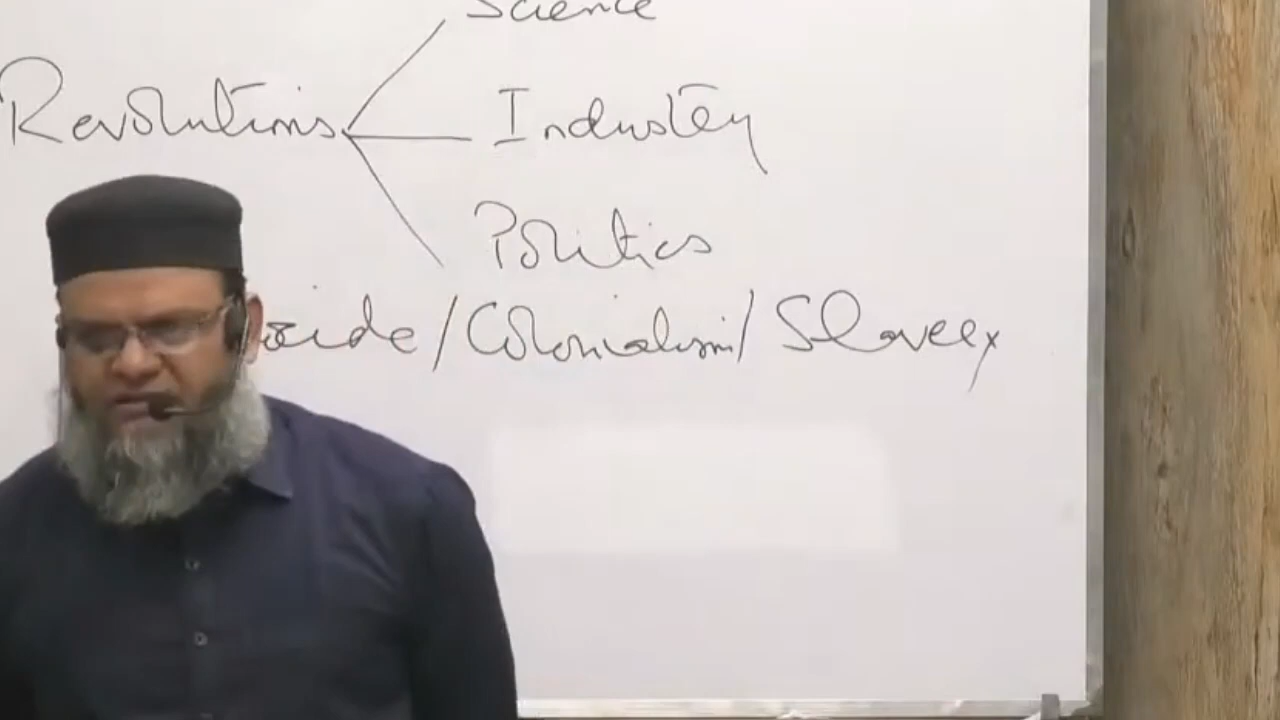 Science
Revolutions
Industry
Politics
/Colonialism/Slavery